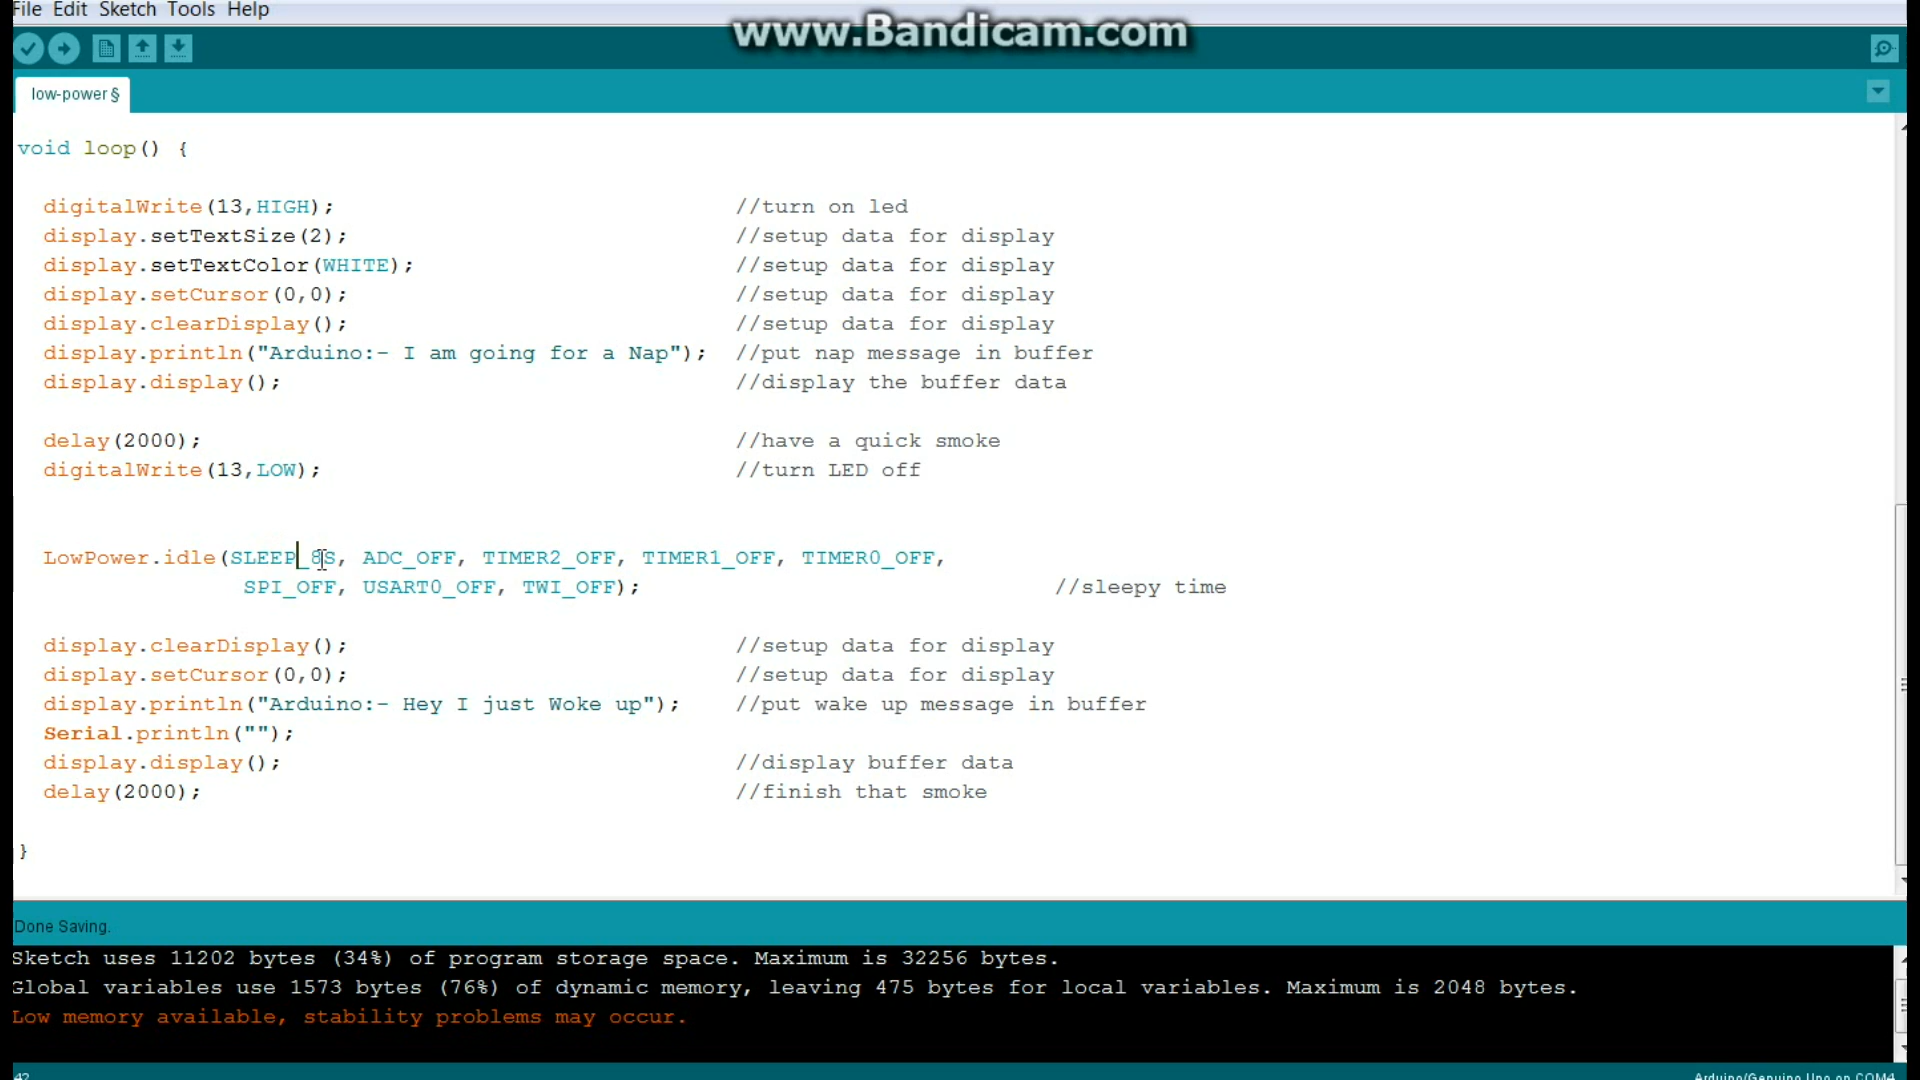 File Edit Sketch Tools Help
www.Bandicam.com
low-power §
void loop() {
digitalWrite(13,HIGH); //turn on led
display.setTextSize(2); //setup data for display
display.setTextColor(WHITE); //setup data for display
display.setCursor(0,0); //setup data for display
display.clearDisplay(); //setup data for display
display.println("Arduino:- I am going for a Nap"); //put nap message in buffer
display.display(); //display the buffer data
delay(2000); //have a quick smoke
digitalWrite(13,LOW); //turn LED off
LowPower.idle(SLEEP_8S, ADC_OFF, TIMER2_OFF, TIMER1_OFF, TIMER0_OFF,
SPI_OFF, USART0_OFF, TWI_OFF); //sleepy time
display.clearDisplay(); //setup data for display
display.setCursor(0,0); //setup data for display
display.println("Arduino:- Hey I just Woke up"); //put wake up message in buffer
Serial.println("");
display.display(); //display buffer data
delay(2000); //finish that smoke
}
Done Saving.
Sketch uses 11202 bytes (34%) of program storage space. Maximum is 32256 bytes.
Global variables use 1573 bytes (76%) of dynamic memory, leaving 475 bytes for local variables. Maximum is 2048 bytes.
Low memory available, stability problems may occur.
42 Arduino/Genuino Uno on COM4